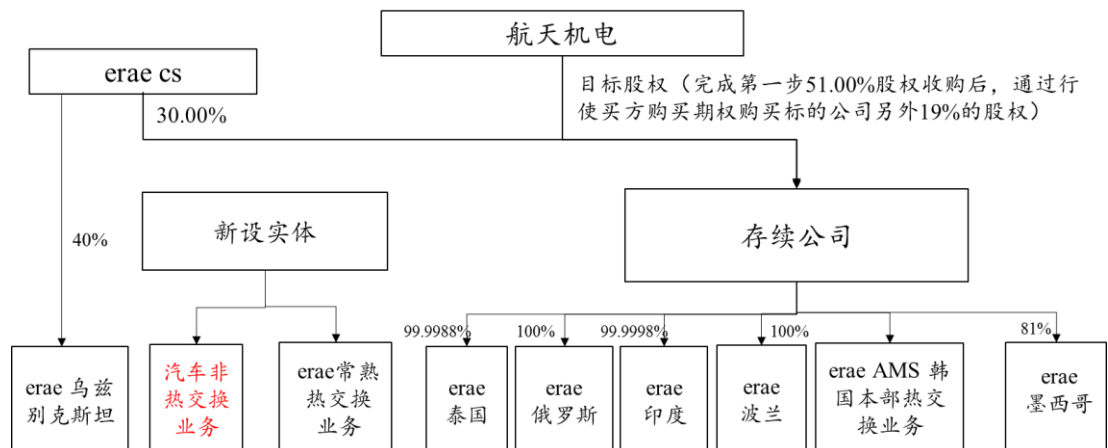 航天机电
erae cs
目标股权（完成第一步51.00%股权收购后，通过行
使买方购买期权购买标的公司另外19%的股权）
30.00%
40%
新设实体
存续公司
99.9988%
100%
99.9998%
100%
81%
erae 乌兹
别克斯坦
汽车非
热交换
业务
erae常熟
热交换
业务
erae
泰国
erae
俄罗斯
erae
印度
erae
波兰
erae AMS 韩
国本部热交
换业务
erae
墨西哥